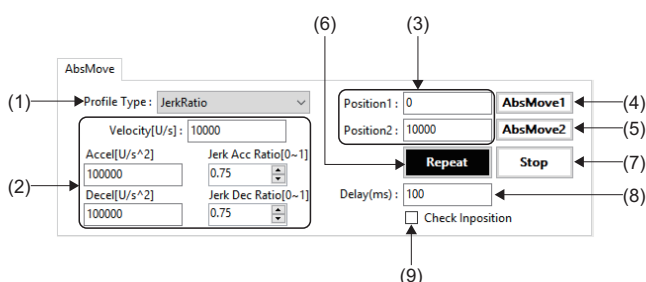 (6) (3)
AbsMove
(1) Profile Type : JerkRatio Position1 : 0 AbsMove1 (4)
Velocity[U/s] : 10000 Position2 : 10000 AbsMove2 (5)
Accel[U/s^2] Jerk Acc Ratio[0~1] Repeat Stop (7)
100000 0.75
(2) Decel[U/s^2] Jerk Dec Ratio[0~1] Delay(ms) : 100 (8)
100000 0.75 Check Inposition
(9)